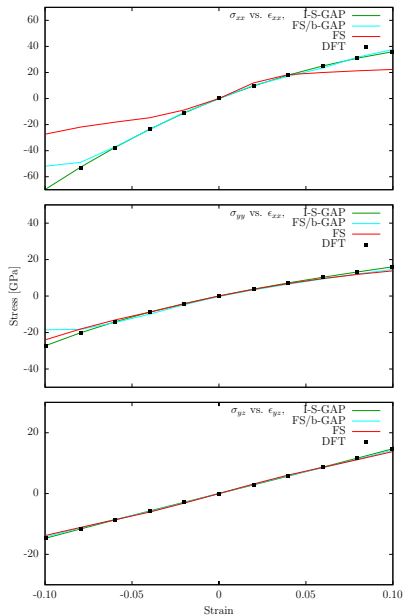 σxx vs. ϵxx, I-S-GAP
FS/b-GAP
FS
DFT
60
40
20
0
-20
-40
-60
σyy vs. ϵxx, I-S-GAP
FS/b-GAP
FS
DFT
40
20
0
-20
-40
Stress [GPa]
σyz vs. ϵyz, I-S-GAP
FS/b-GAP
FS
DFT
20
0
-20
-0.10 -0.05 0 0.05 0.10
Strain